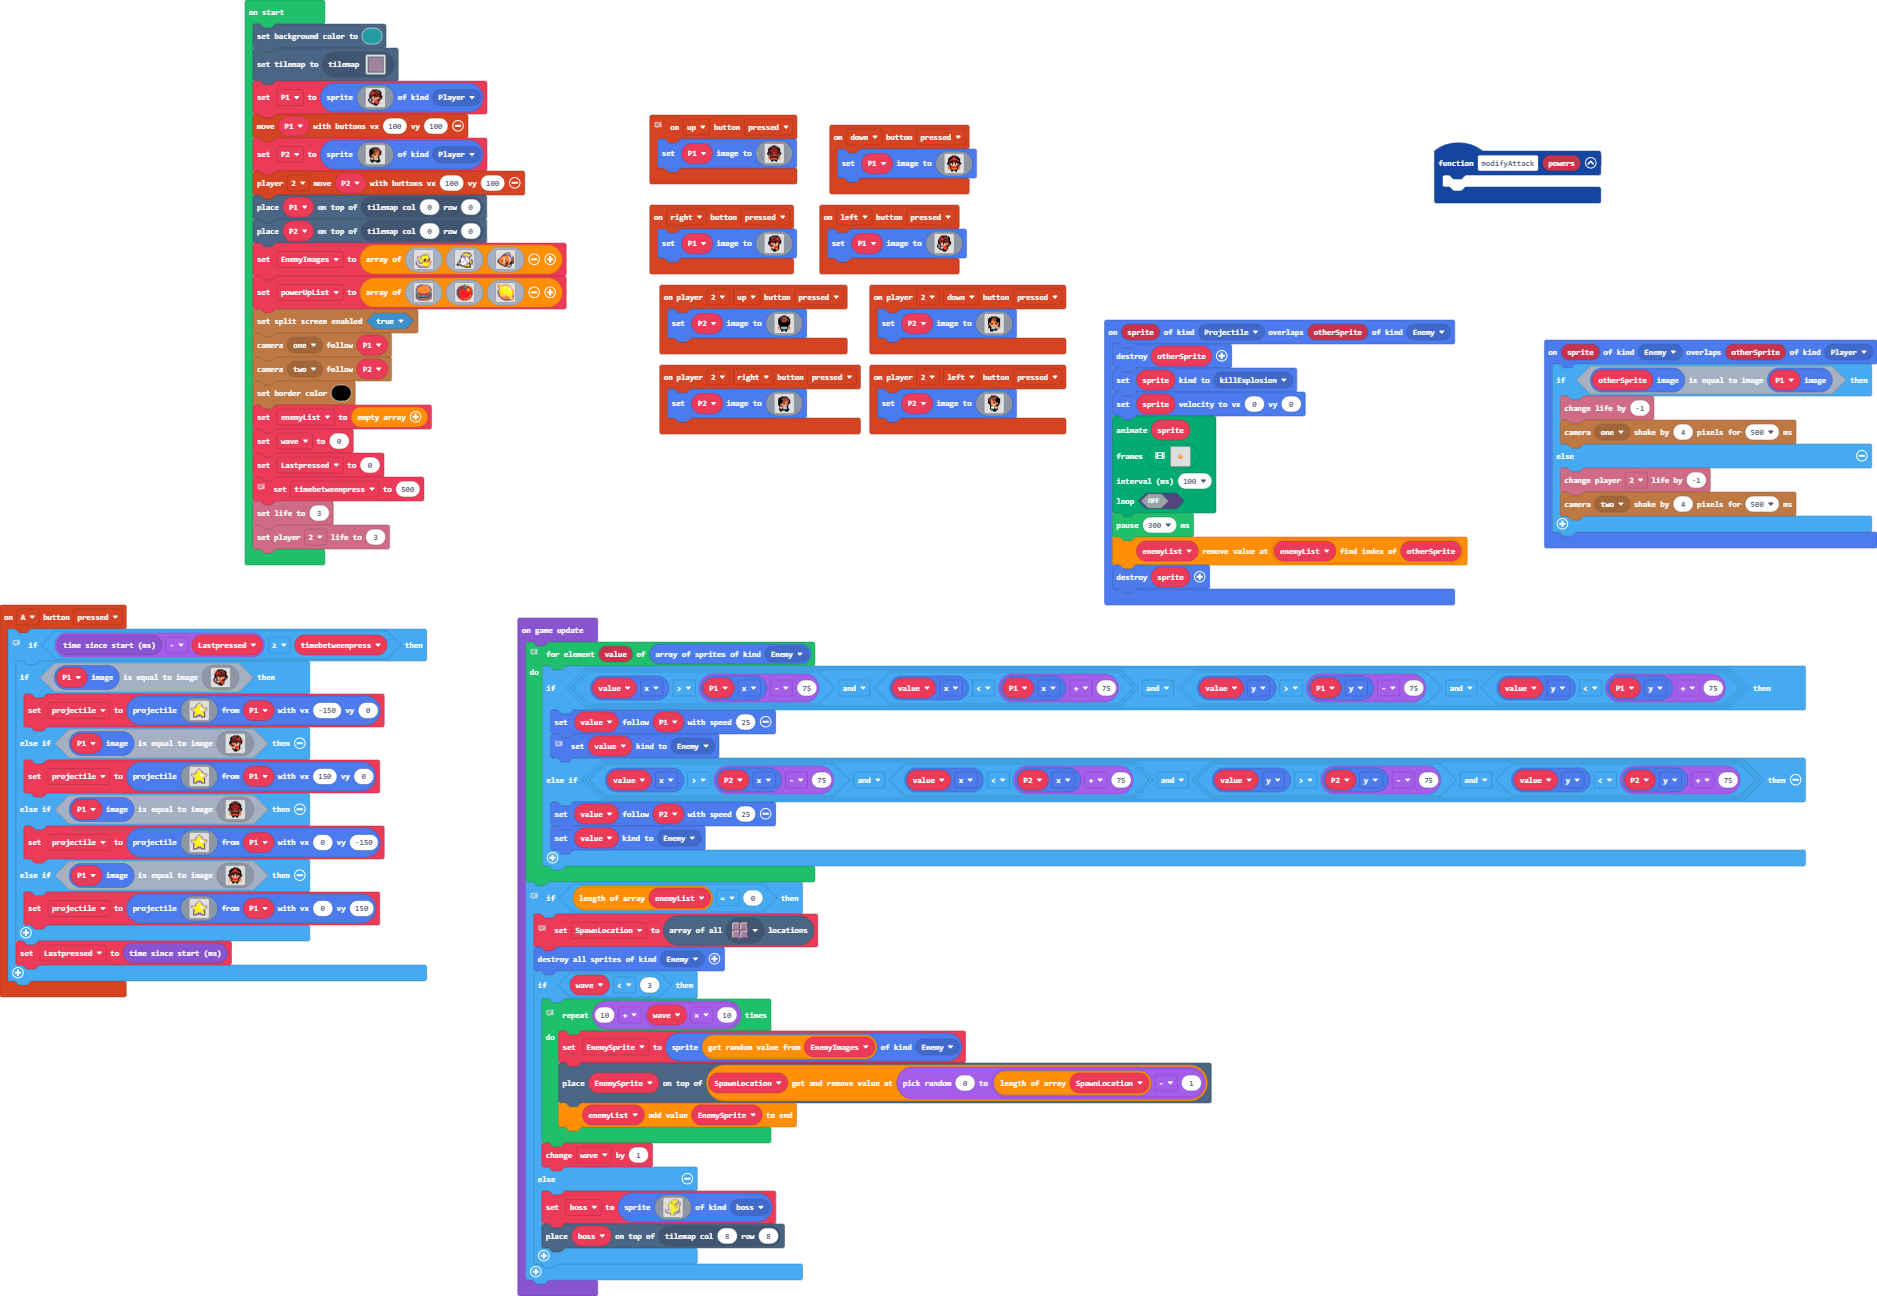 on start
set background color to
set tilemap to tilemap
set P1 to sprite of kind Player
move P1 with buttons vx 100 vy 100
set P2 to sprite of kind Player
player 2 move P2 with buttons vx 100 vy 100
place P1 on top of tilemap col 0 row 0
place P2 on top of tilemap col 0 row 0
set EnemyImages to array of
set powerUpList to array of
set split screen enabled true
camera one follow P1
camera two follow P2
set border color
set enemyList to empty array
set wave to 0
set Lastpressed to 0
set timebetweenpress to 500
set life to 3
set player 2 life to 3
on up button pressed
set P1 image to
on down button pressed
set P1 image to
on right button pressed
set P1 image to
on left button pressed
set P1 image to
on player 2 up button pressed
set P2 image to
on player 2 down button pressed
set P2 image to
on player 2 right button pressed
set P2 image to
on player 2 left button pressed
set P2 image to
function modifyAttack powers
on sprite of kind Projectile overlaps otherSprite of kind Enemy
destroy otherSprite
set sprite kind to killExplosion
set sprite velocity to vx 0 vy 0
animate sprite
frames
interval (ms) 100
loop OFF
pause 300 ms
enemyList remove value at enemyList find index of otherSprite
destroy sprite
on sprite of kind Enemy overlaps otherSprite of kind Player
if otherSprite image is equal to image P1 image then
change life by -1
camera one shake by 4 pixels for 500 ms
else
change player 2 life by -1
camera two shake by 4 pixels for 500 ms
on A button pressed
if time since start (ms) - Lastpressed ≥ timebetweenpress then
if P1 image is equal to image then
set projectile to projectile from P1 with vx -150 vy 0
else if P1 image is equal to image then
set projectile to projectile from P1 with vx 150 vy 0
else if P1 image is equal to image then
set projectile to projectile from P1 with vx 0 vy -150
else if P1 image is equal to image then
set projectile to projectile from P1 with vx 0 vy 150
set Lastpressed to time since start (ms)
on game update
for element value of array of sprites of kind Enemy
do
if value x > P1 x - 75 and value x < P1 x + 75 and value y > P1 y - 75 and value y < P1 y + 75 then
set value follow P1 with speed 25
set value kind to Enemy
else if value x > P2 x - 75 and value x < P2 x + 75 and value y > P2 y - 75 and value y < P2 y + 75 then
set value follow P2 with speed 25
set value kind to Enemy
if length of array enemyList = 0 then
set SpawnLocation to array of all locations
destroy all sprites of kind Enemy
if wave < 3 then
repeat 10 + wave × 10 times
do
set EnemySprite to sprite get random value from EnemyImages of kind Enemy
place EnemySprite on top of SpawnLocation get and remove value at pick random 0 to length of array SpawnLocation - 1
enemyList add value EnemySprite to end
change wave by 1
else
set boss to sprite of kind boss
place boss on top of tilemap col 8 row 8